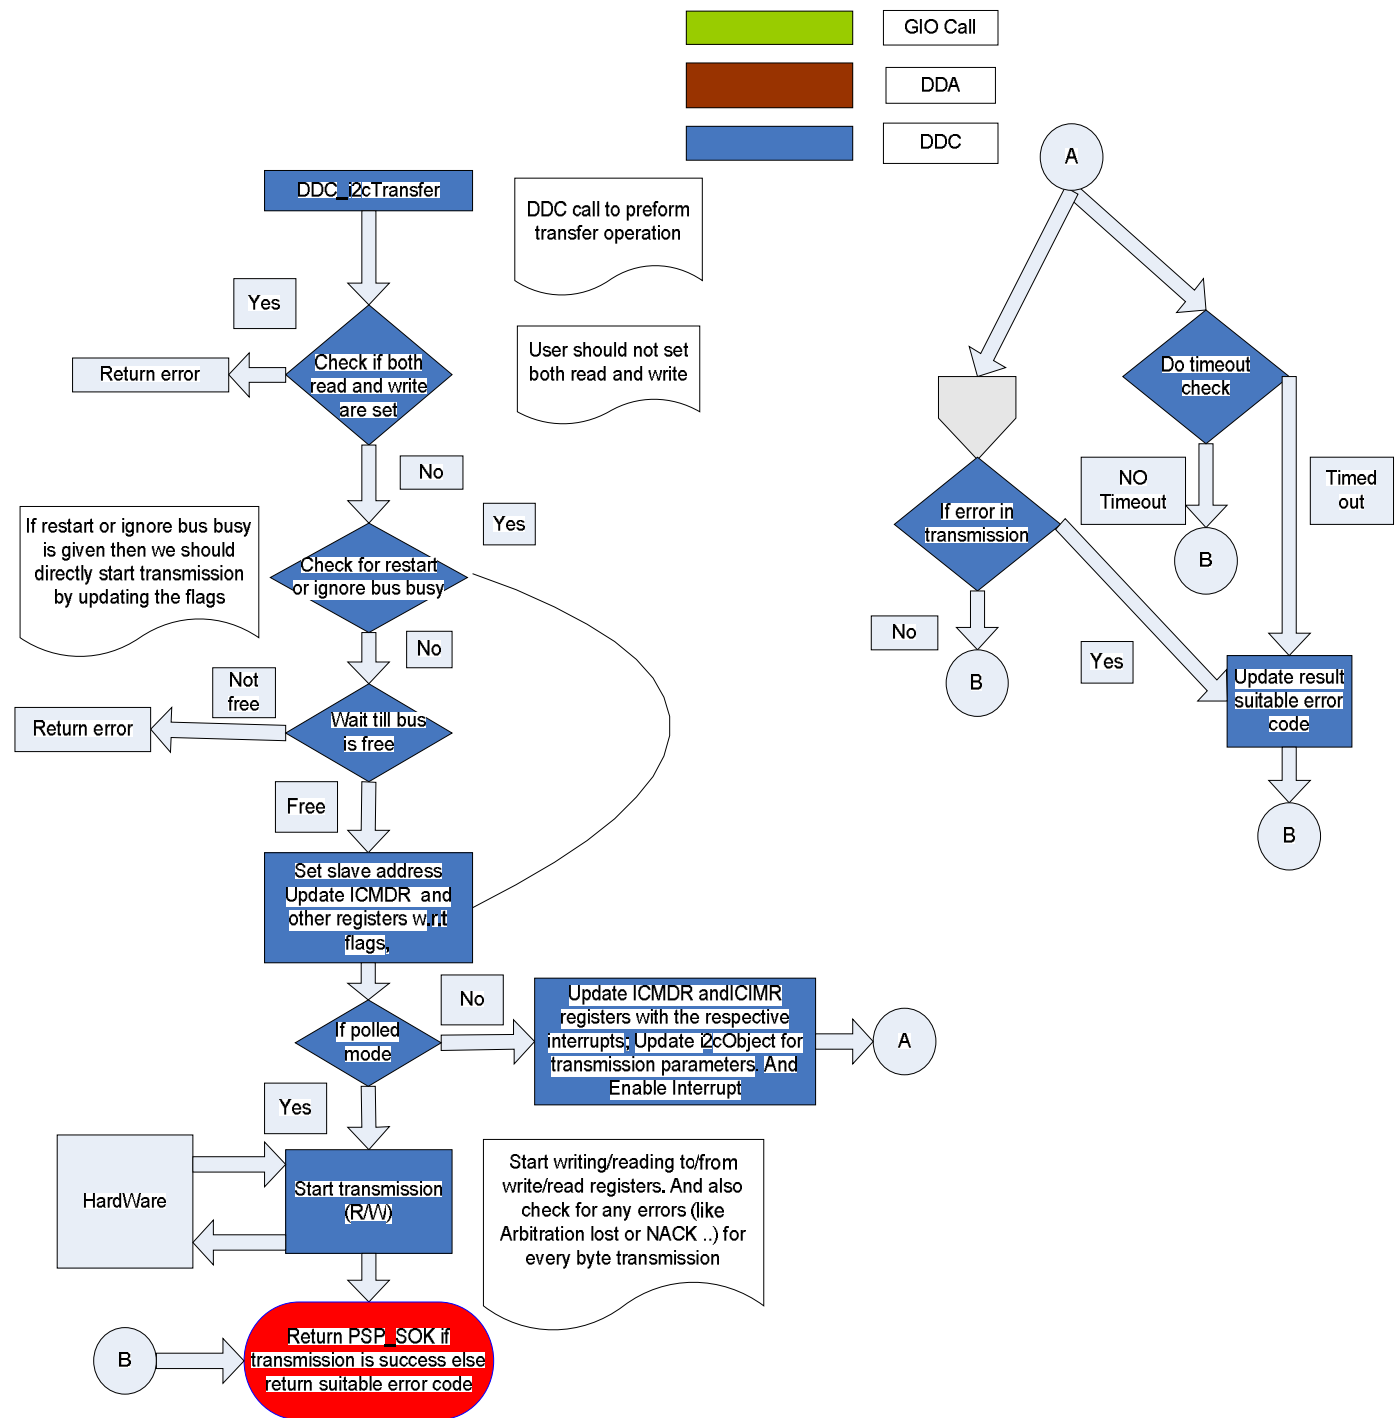 GIO Call
DDA
DDC
A
DDC_i2cTransfer
DDC call to preform
transfer operation
Yes
User should not set
both read and write
Check if both
read and write
are set
Return error
Do timeout
check
No
NO
Timeout
Timed
out
Yes
If restart or ignore bus busy
is given then we should
directly start transmission
by updating the flags
If error in
transmission
Check for restart
or ignore bus busy
B
No
No
Yes
Not
free
B
Update result
suitable error
code
Return error
Wait till bus
is free
Free
B
Set slave address
Update ICMDR and
other registers w.r.t
flags,
No
Update ICMDR andICIMR
registers with the respective
interrupts; Update i2cObject for
transmission parameters. And
Enable Interrupt
A
If polled
mode
Yes
HardWare
Start transmission
(R/W)
Start writing/reading to/from
write/read registers. And also
check for any errors (like
Arbitration lost or NACK ..) for
every byte transmission
B
Return PSP_SOK if
transmission is success else
return suitable error code